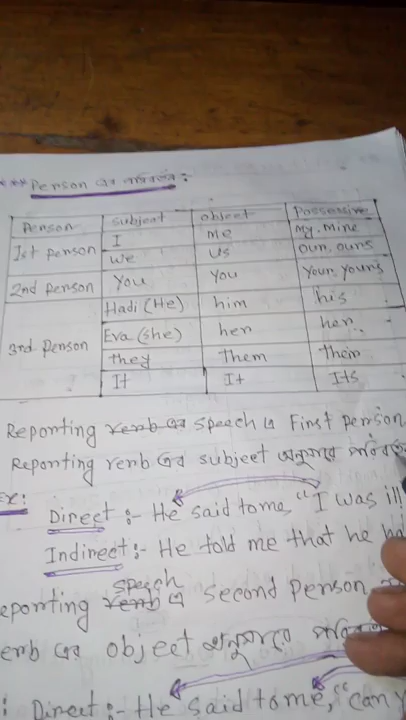 *** Person এর পরিবর্তন:
Person Subject object Possessive
1st person I me My. mine
we us our, ours
2nd person You You Your, yours
3rd person Hadi (He) him his
Eva (she) her her
they Them their
It It Its
Reporting speech এ First person
Reporting verb এর subject অনুসারে
Ex:
Direct :- He said to me, "I was ill
Indirect :- He told me that he
speech
eporting verb এ second Person
erb এর object অনুসারে
: Direct :- He said to me, "can y